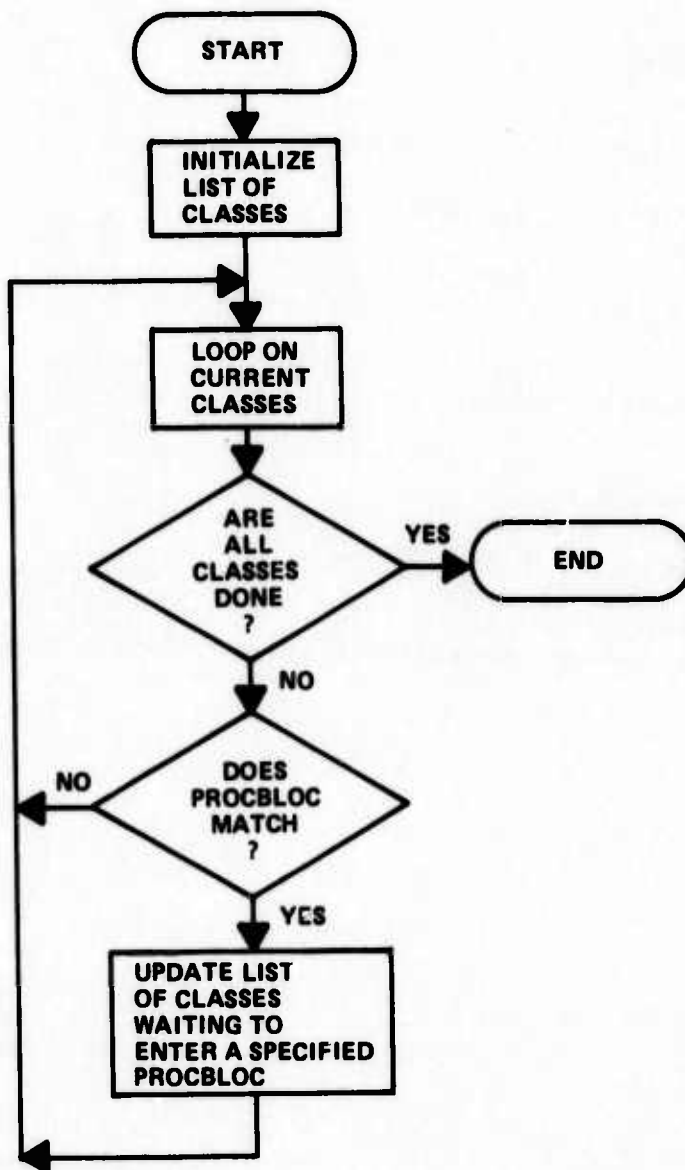 START
INITIALIZE
LIST OF
CLASSES
LOOP ON
CURRENT
CLASSES
ARE
ALL
CLASSES
DONE
?
YES
END
NO
DOES
PROCBLOC
MATCH
?
NO
YES
UPDATE LIST
OF CLASSES
WAITING TO
ENTER A SPECIFIED
PROCBLOC